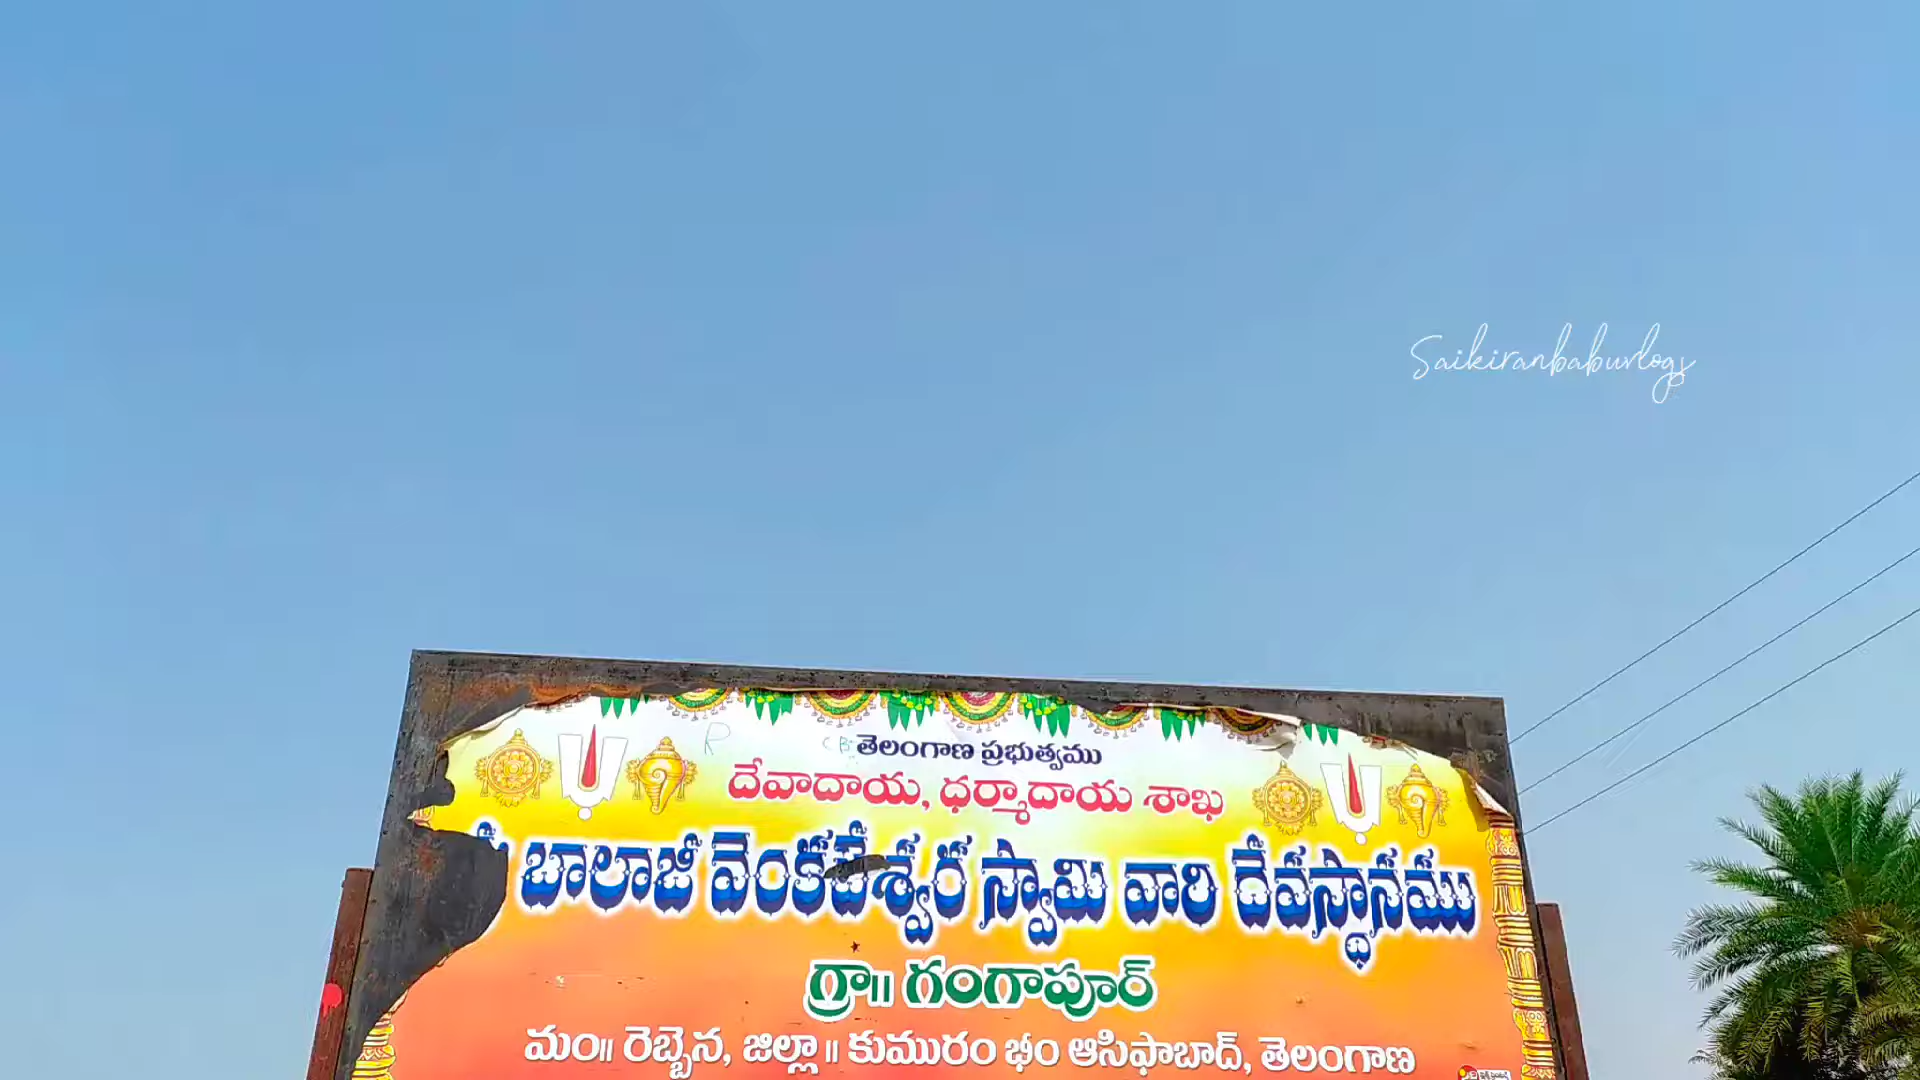 Saikiranbabuvlogs
తెలంగాణ ప్రభుత్వము
దేవాదాయ, ధర్మాదాయ శాఖ
బాలాజీ వెంకటేశ్వర స్వామి వారి దేవస్థానము
గ్రా॥ గంగాపూర్
మం॥ రెబ్బెన, జిల్లా॥ కుమురం భీం ఆసిఫాబాద్, తెలంగాణ